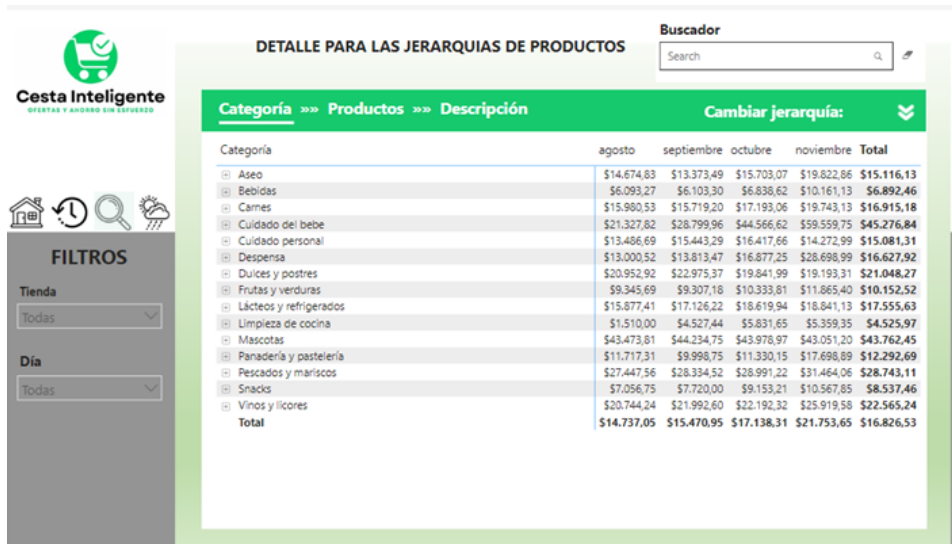 DETALLE PARA LAS JERARQUIAS DE PRODUCTOS
Buscador
Search
Cesta Inteligente
OFERTAS Y AHORRO SIN ESFUERZO
Categoría »» Productos »» Descripción
Cambiar jerarquía:
Categoría agosto septiembre octubre noviembre Total
Aseo $14.674,83 $13.373,49 $15.703,07 $19.822,86 $15.116,13
Bebidas $6.093,27 $6.103,30 $6.838,62 $10.161,13 $6.892,46
Carnes $15.980,53 $15.719,20 $17.193,06 $19.743,13 $16.915,18
Cuidado del bebe $21.327,82 $28.799,96 $44.566,62 $59.559,75 $45.276,84
Cuidado personal $13.486,69 $15.443,29 $16.417,66 $14.272,99 $15.081,31
Despensa $13.000,52 $13.813,47 $16.877,25 $28.698,99 $16.627,92
Dulces y postres $20.952,92 $22.975,37 $19.841,99 $19.193,31 $21.048,27
Frutas y verduras $9.345,69 $9.307,18 $10.333,81 $11.865,40 $10.152,52
Lácteos y refrigerados $15.877,41 $17.126,22 $18.619,94 $18.841,13 $17.555,63
Limpieza de cocina $1.510,00 $4.527,44 $5.831,65 $5.359,35 $4.525,97
Mascotas $43.473,81 $44.234,75 $43.978,97 $43.051,20 $43.762,45
Panadería y pastelería $11.717,31 $9.998,75 $11.330,15 $17.698,89 $12.292,69
Pescados y mariscos $27.447,56 $28.334,52 $28.991,22 $31.464,06 $28.743,11
Snacks $7.056,75 $7.720,00 $9.153,21 $10.567,85 $8.537,46
Vinos y licores $20.744,24 $21.992,60 $22.192,32 $25.919,58 $22.565,24
Total $14.737,05 $15.470,95 $17.138,31 $21.753,65 $16.826,53
FILTROS
Tienda
Todas
Día
Todas